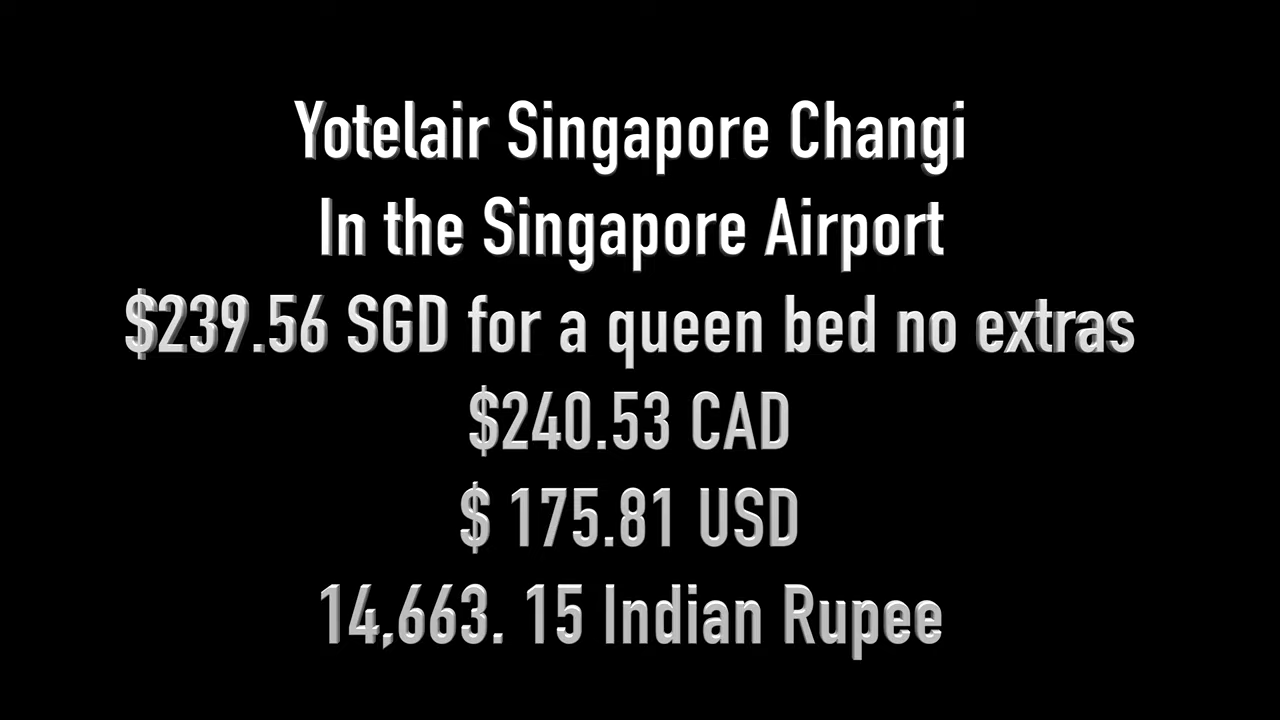 Yotelair Singapore Changi
In the Singapore Airport
$239.56 SGD for a queen bed no extras
$240.53 CAD
$ 175.81 USD
14,663. 15 Indian Rupee